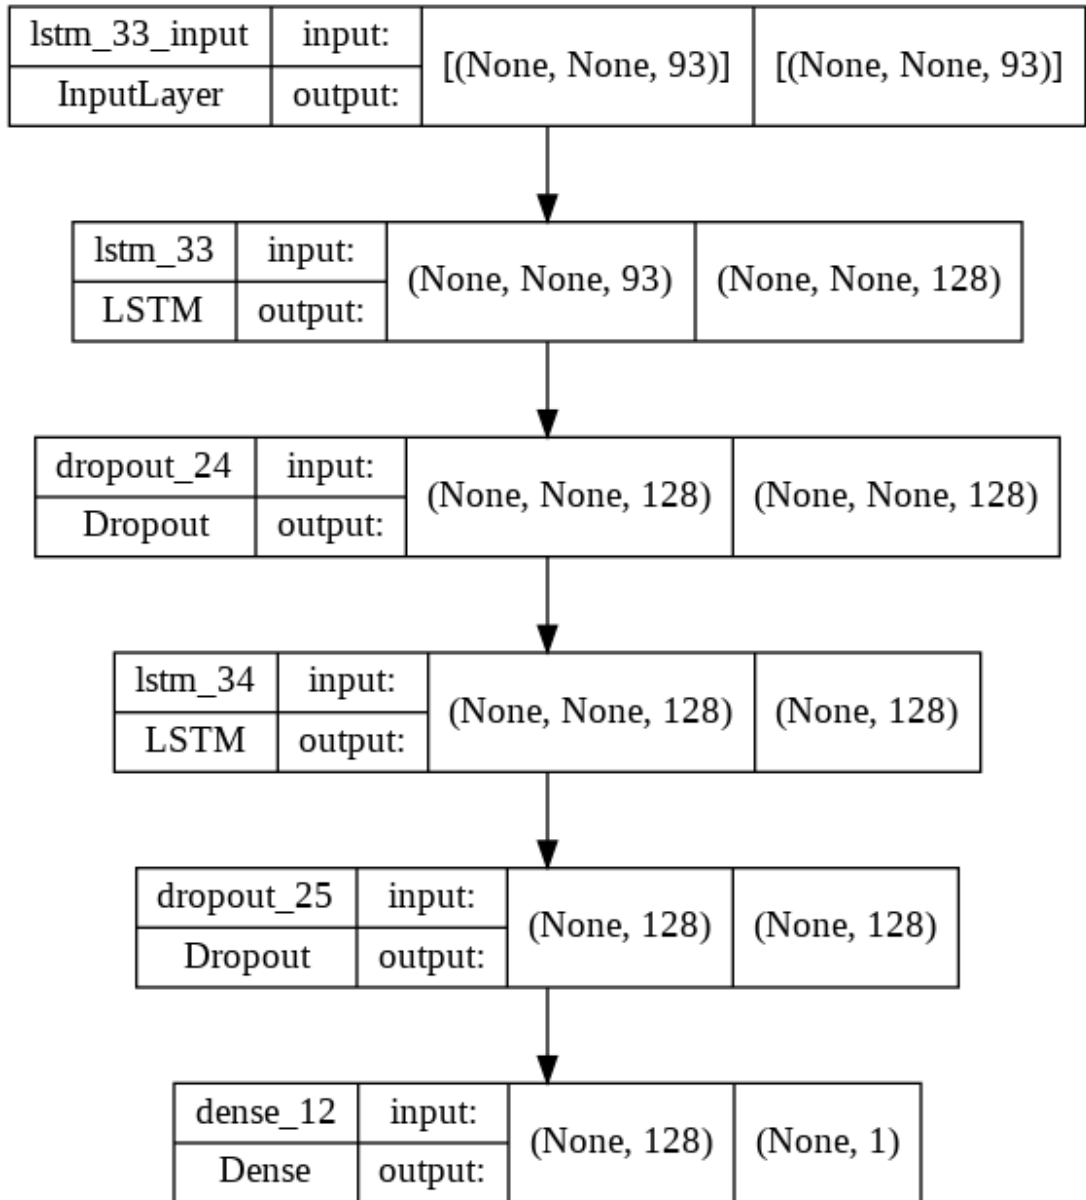 lstm_33_input input: [(None, None, 93)] [(None, None, 93)]
InputLayer output:
lstm_33 input: (None, None, 93) (None, None, 128)
LSTM output:
dropout_24 input: (None, None, 128) (None, None, 128)
Dropout output:
lstm_34 input: (None, None, 128) (None, 128)
LSTM output:
dropout_25 input: (None, 128) (None, 128)
Dropout output:
dense_12 input: (None, 128) (None, 1)
Dense output: